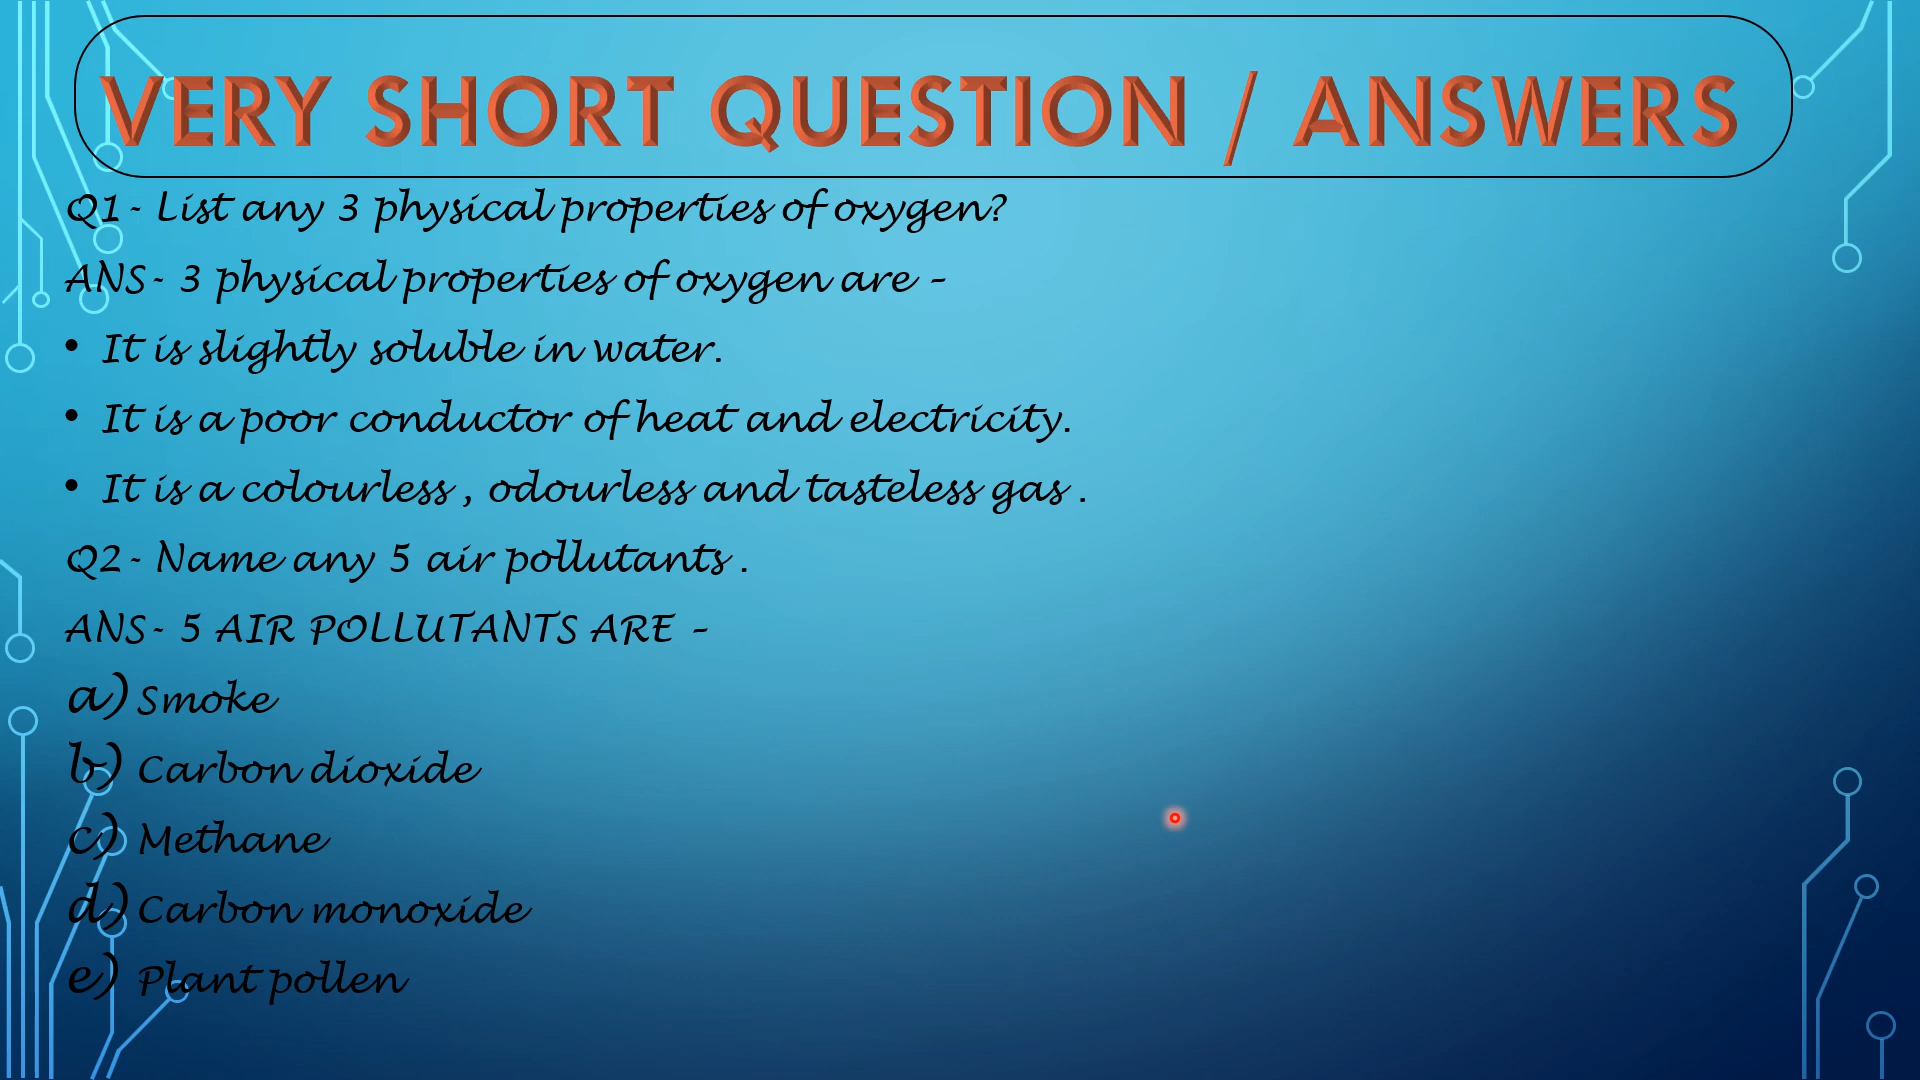 VERY SHORT QUESTION / ANSWERS
Q1- List any 3 physical properties of oxygen?
ANS- 3 physical properties of oxygen are –
• It is slightly soluble in water.
• It is a poor conductor of heat and electricity.
• It is a colourless , odourless and tasteless gas .
Q2- Name any 5 air pollutants .
ANS- 5 AIR POLLUTANTS ARE –
a) Smoke
b) Carbon dioxide
c) Methane
d) Carbon monoxide
e) Plant pollen